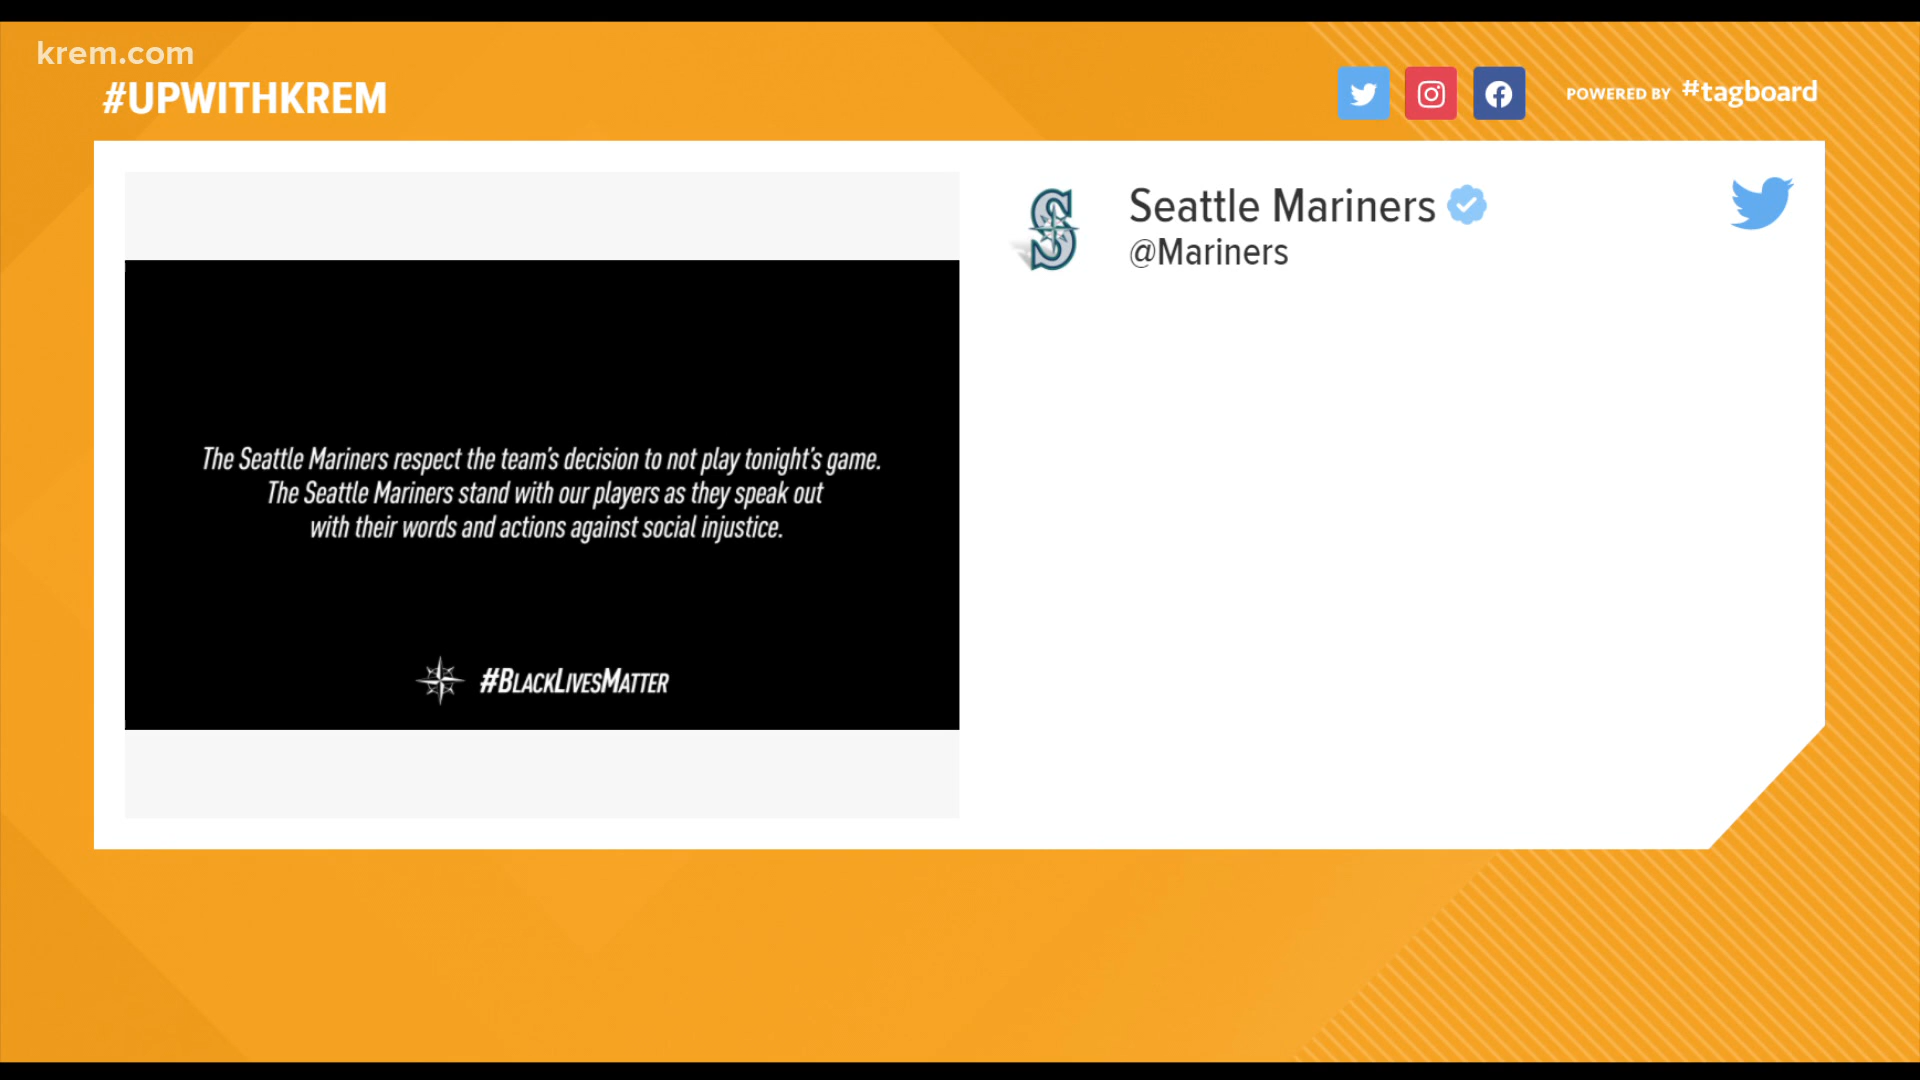 krem.com
#UPWITHKREM
POWERED BY #tagboard
Seattle Mariners
@Mariners
The Seattle Mariners respect the team's decision to not play tonight's game.
The Seattle Mariners stand with our players as they speak out
with their words and actions against social injustice.
#BLACKLIVESMATTER